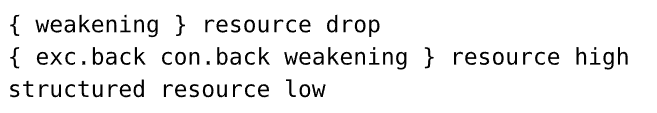 { weakening } resource drop
{ exc.back con.back weakening } resource high
structured resource low